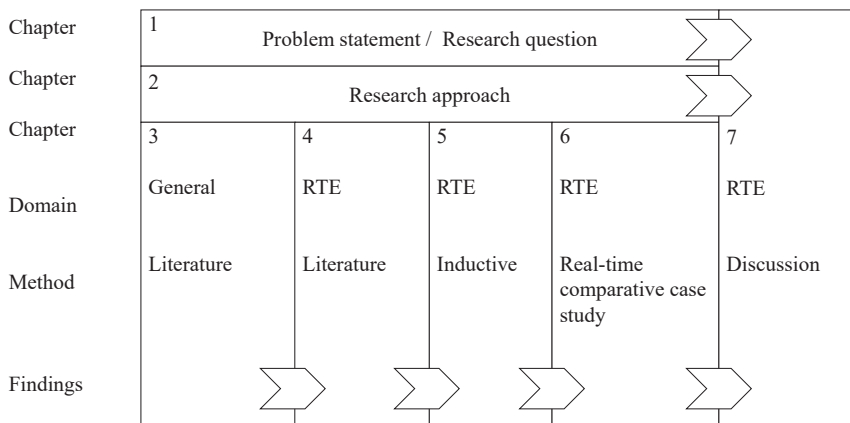 Chapter
1
Problem statement / Research question
Chapter
2
Research approach
Chapter
3
4
5
6
7
Domain
General
RTE
RTE
RTE
RTE
Method
Literature
Literature
Inductive
Real-time
comparative case
study
Discussion
Findings